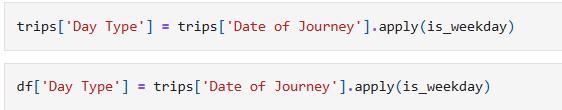 trips['Day Type'] = trips['Date of Journey'].apply(is_weekday)
df['Day Type'] = trips['Date of Journey'].apply(is_weekday)